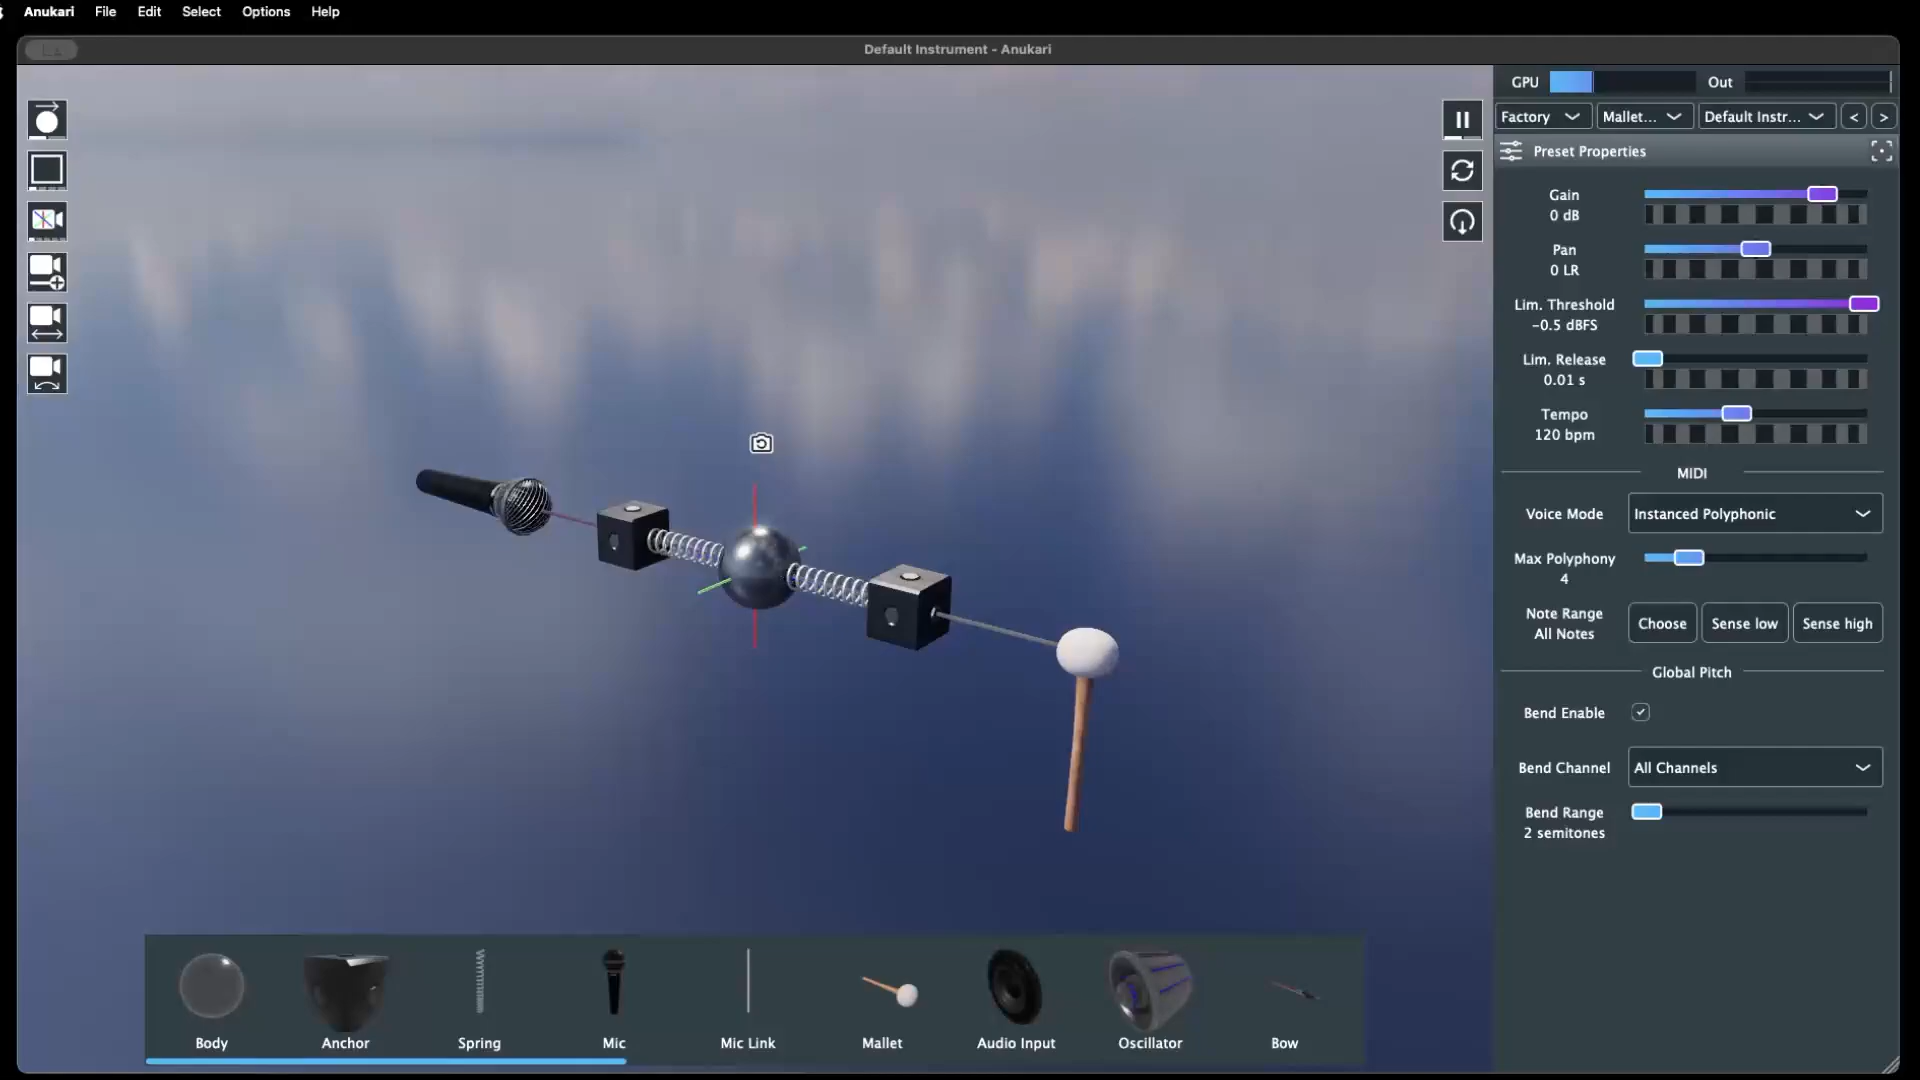 Anukari File Edit Select Options Help
Default Instrument - Anukari
GPU Out
Factory Mallet... Default Instr... < >
Preset Properties
Gain
0 dB
Pan
0 LR
Lim. Threshold
-0.5 dBFS
Lim. Release
0.01 s
Tempo
120 bpm
MIDI
Voice Mode Instanced Polyphonic
Max Polyphony
4
Note Range
All Notes
Choose Sense low Sense high
Global Pitch
Bend Enable
Bend Channel All Channels
Bend Range
2 semitones
Body Anchor Spring Mic Mic Link Mallet Audio Input Oscillator Bow